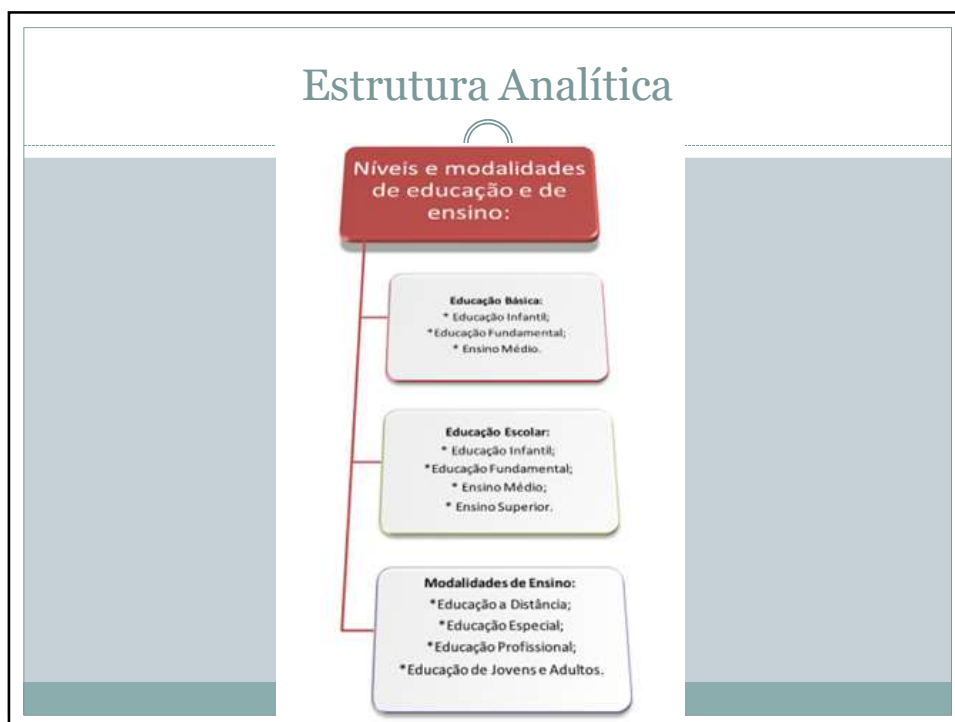 Estrutura Analítica
Níveis e modalidades
de educação e de
ensino:
Educação Básica:
* Educação Infantil;
*Educação Fundamental;
* Ensino Médio.
Educação Escolar:
* Educação Infantil;
*Educação Fundamental;
* Ensino Médio;
* Ensino Superior.
Modalidades de Ensino:
*Educação a Distância;
*Educação Especial;
*Educação Profissional;
*Educação de Jovens e Adultos.